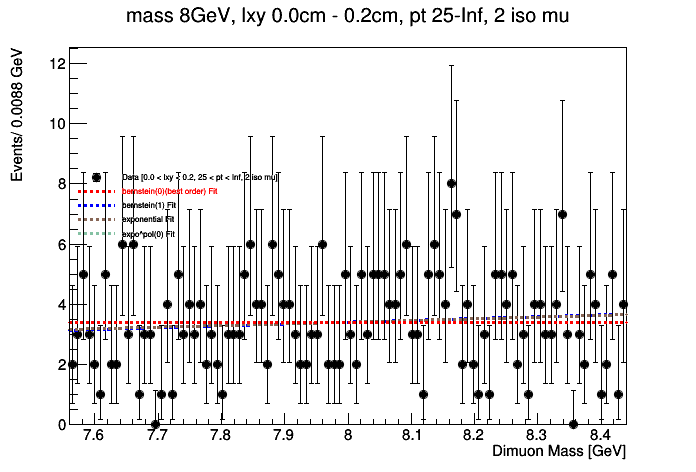 mass 8GeV, lxy 0.0cm - 0.2cm, pt 25-Inf, 2 iso mu
Events/ 0.0088 GeV
12
10
8
6
4
2
0
Data [0.0 < lxy < 0.2, 25 < pt < Inf, 2 iso mu]
bernstein(0)(best order) Fit
bernstein(1) Fit
exponential Fit
expo*pol(0) Fit
7.6 7.7 7.8 7.9 8 8.1 8.2 8.3 8.4
Dimuon Mass [GeV]